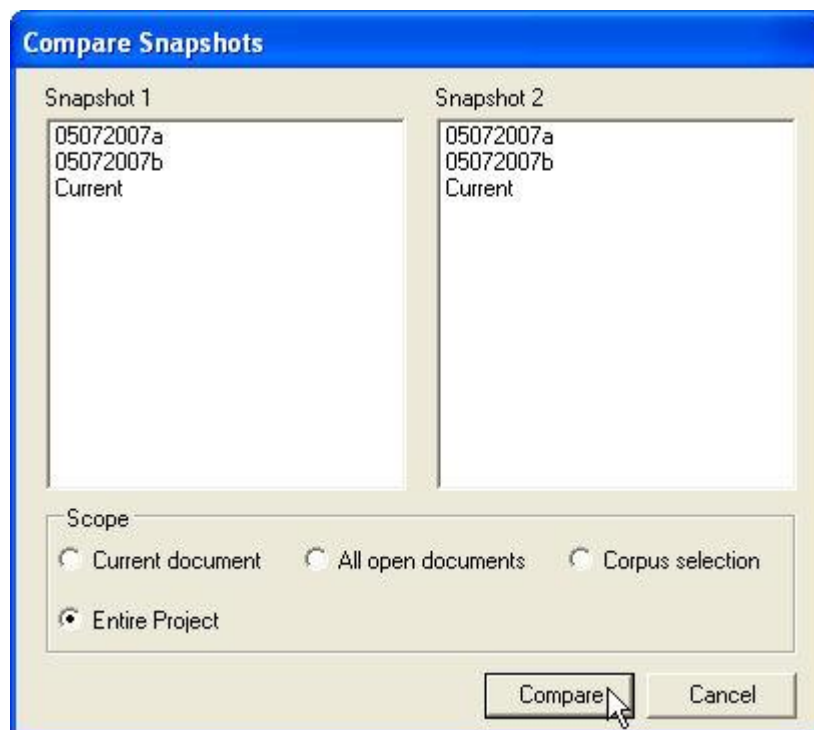 Compare Snapshots
Snapshot 1
05072007a
05072007b
Current
Snapshot 2
05072007a
05072007b
Current
Scope
Current document
All open documents
Corpus selection
Entire Project
Compare
Cancel